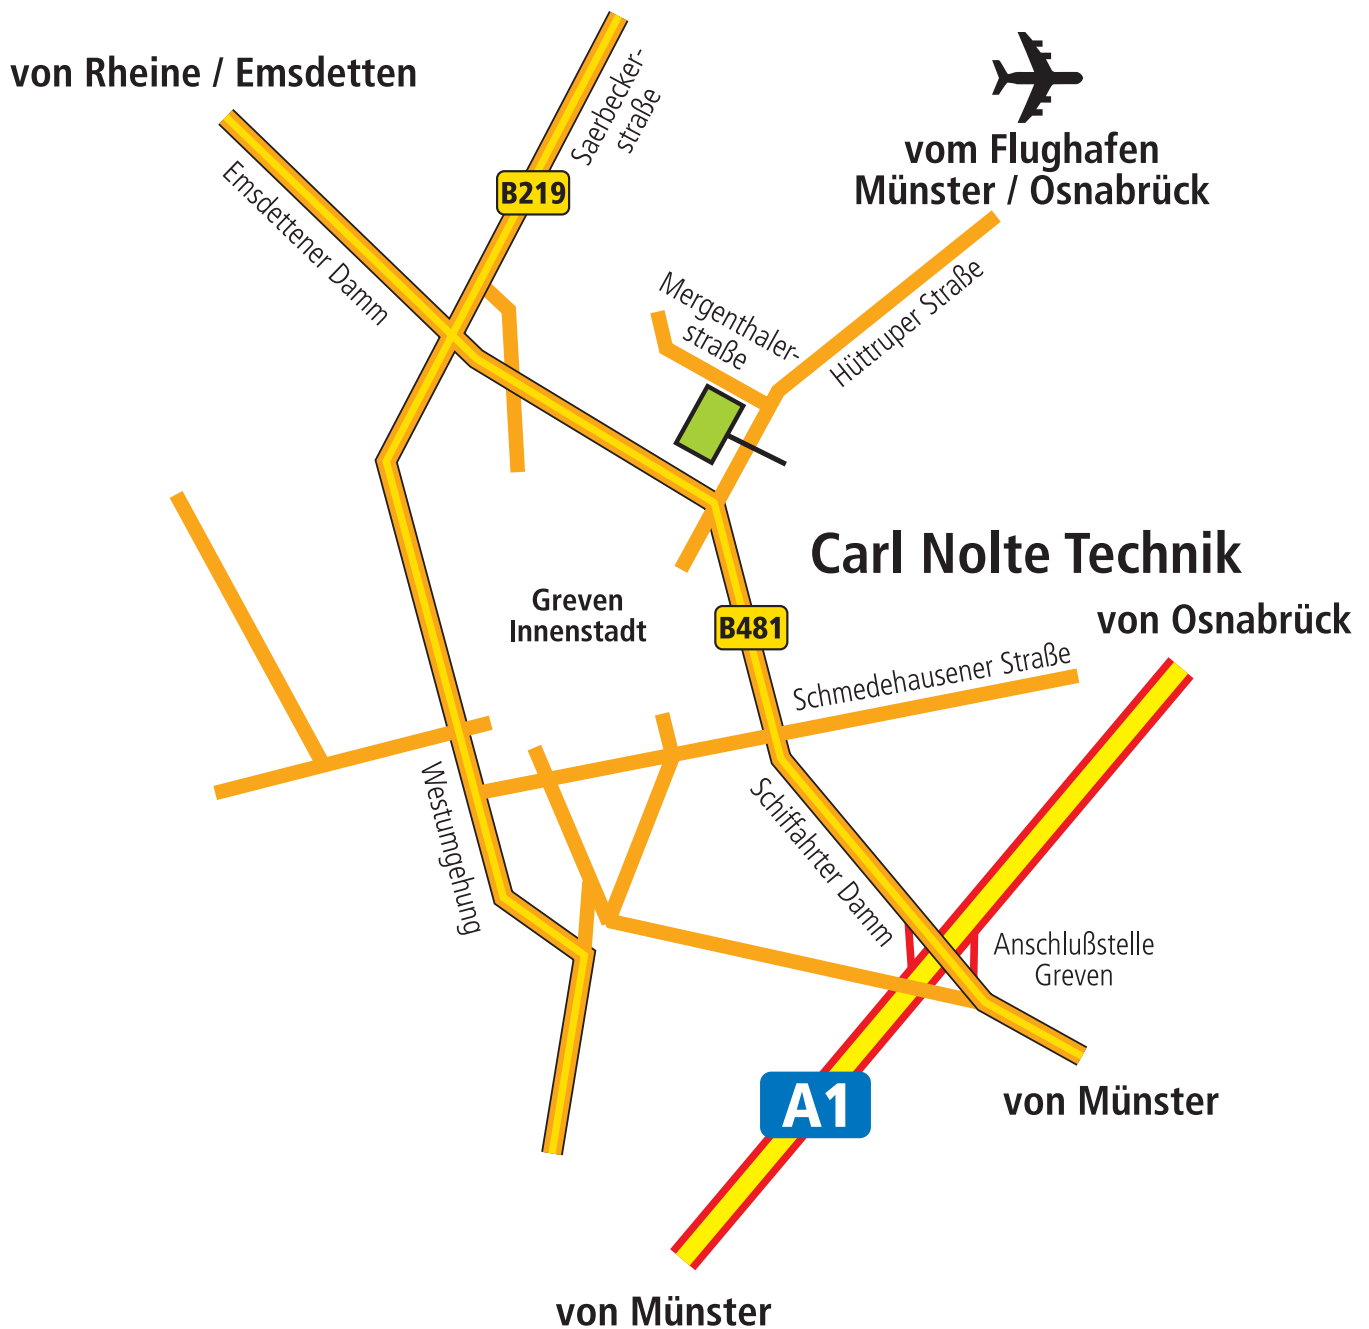 von Rheine / Emsdetten
Saerbecker-
straße
B219
Emsdettener Damm
vom Flughafen
Münster / Osnabrück
Mergenthaler-
straße
Hüttruper Straße
Carl Nolte Technik
Greven
Innenstadt
B481
von Osnabrück
Schmedehausener Straße
Westumgehung
Schiffahrter Damm
Anschlußstelle
Greven
A1
von Münster
von Münster